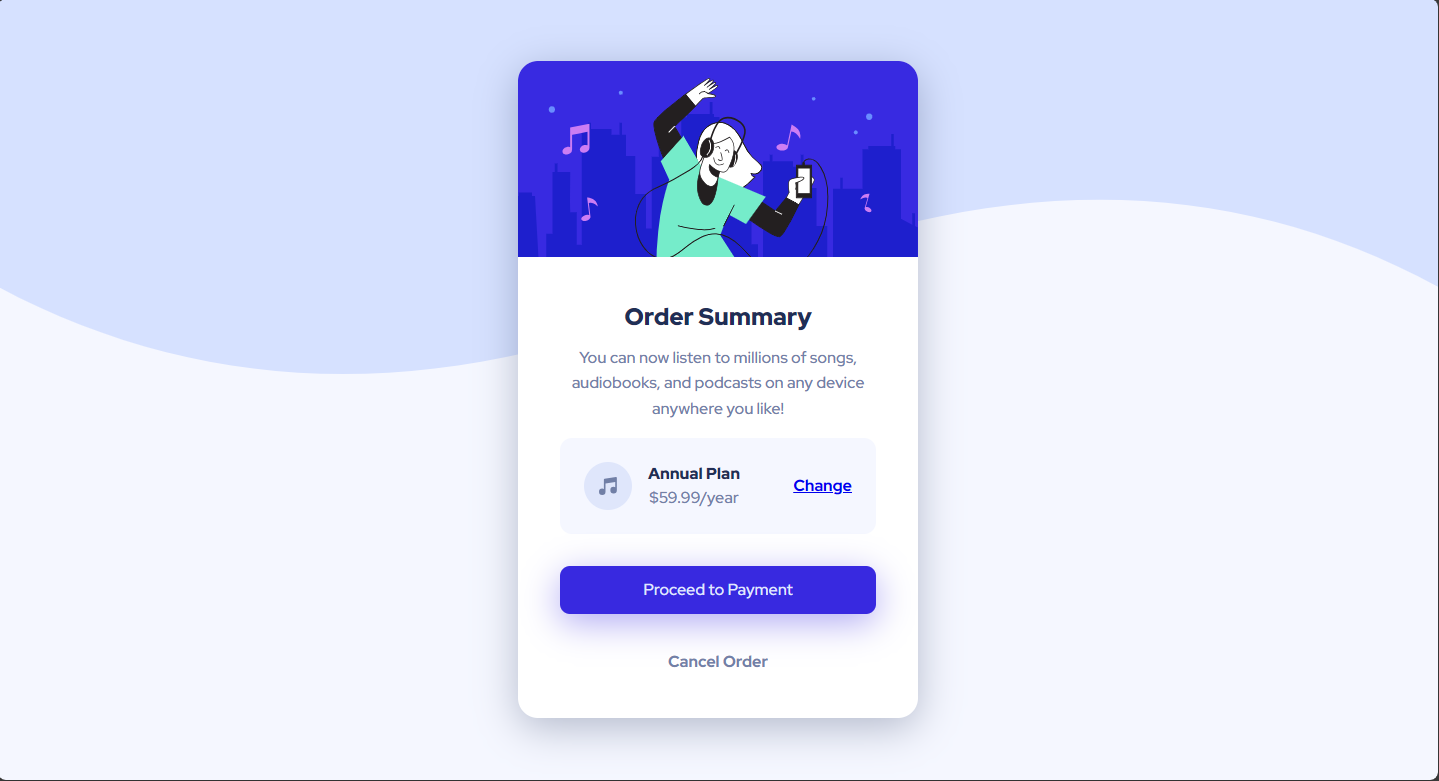 Order Summary
You can now listen to millions of songs,
audiobooks, and podcasts on any device
anywhere you like!
Annual Plan
$59.99/year
Change
Proceed to Payment
Cancel Order